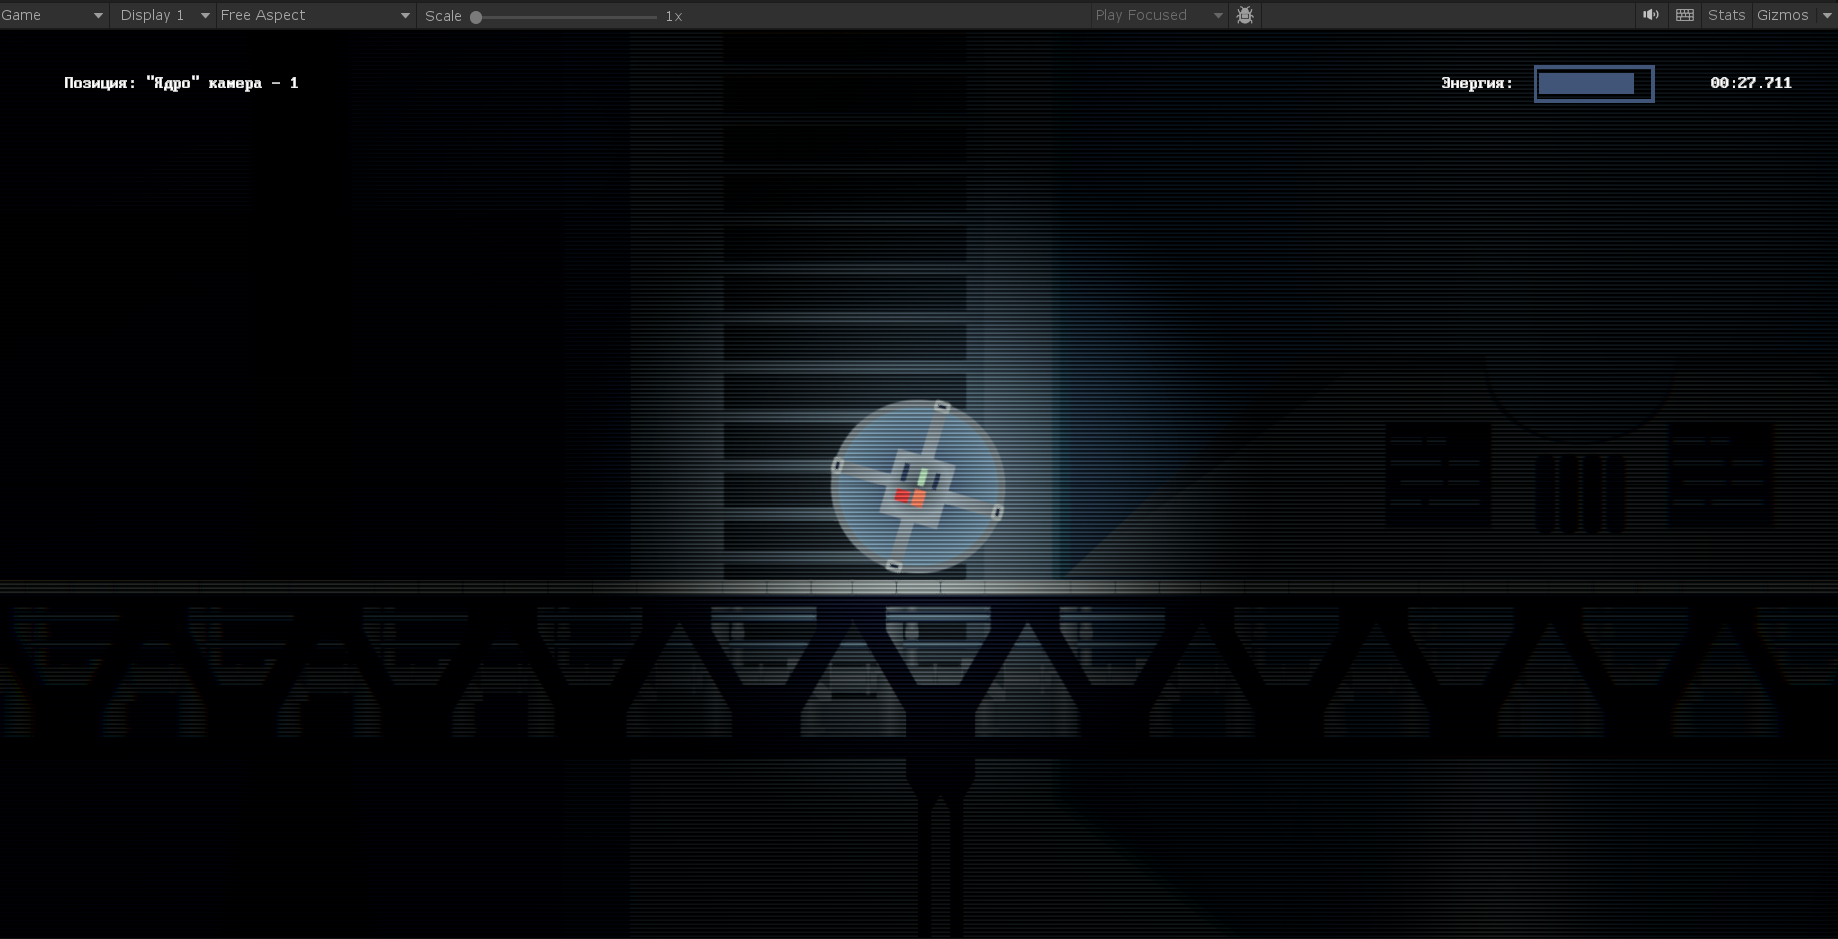 Game Display 1 Free Aspect Scale 1x Play Focused Stats Gizmos
Позиция: "Ядро" камера - 1 Энергия: 00:27.711